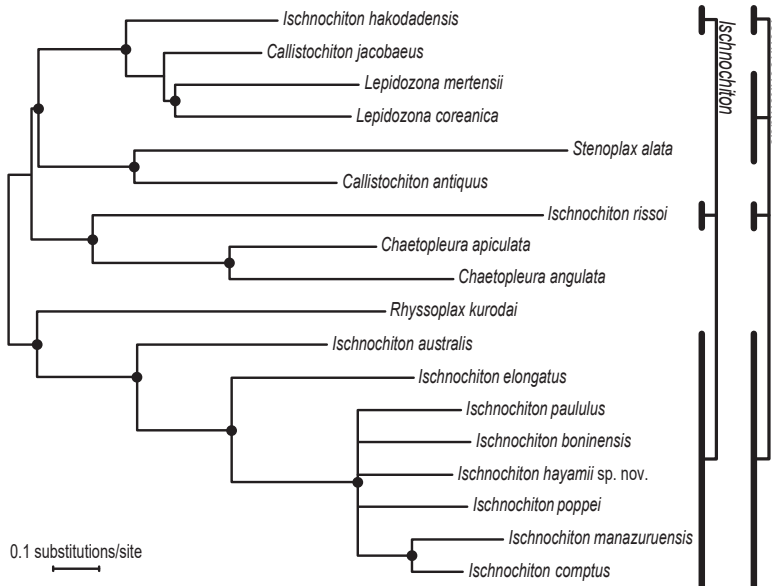 Ischnochiton hakodadensis
Callistochiton jacobaeus
Lepidozona mertensii
Lepidozona coreanica
Stenoplax alata
Callistochiton antiquus
Ischnochiton rissoi
Chaetopleura apiculata
Chaetopleura angulata
Rhyssoplax kurodai
Ischnochiton australis
Ischnochiton elongatus
Ischnochiton paululus
Ischnochiton boninensis
Ischnochiton hayamii sp. nov.
Ischnochiton poppei
Ischnochiton manazuruensis
Ischnochiton comptus
0.1 substitutions/site
Ischnochiton